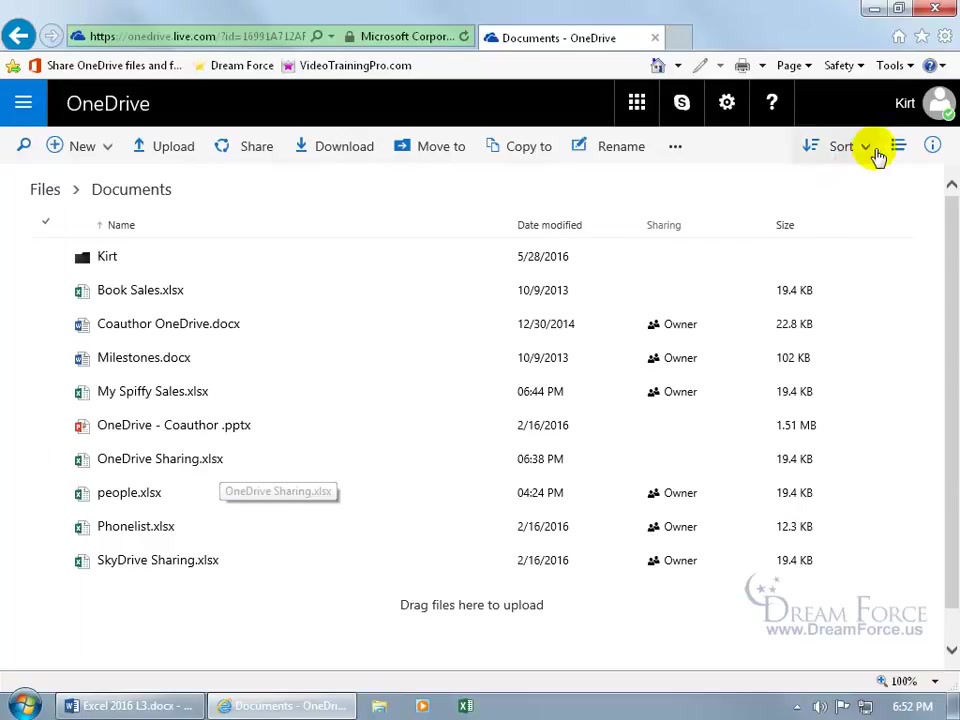 https://onedrive.live.com/?id=16991A712AF
Microsoft Corpor...
Documents - OneDrive
Share OneDrive files and f...
Dream Force
VideoTrainingPro.com
Page
Safety
Tools
OneDrive
Kirt
New
Upload
Share
Download
Move to
Copy to
Rename
Sort
Files > Documents
Name Date modified Sharing Size
Kirt 5/28/2016
Book Sales.xlsx 10/9/2013 19.4 KB
Coauthor OneDrive.docx 12/30/2014 Owner 22.8 KB
Milestones.docx 10/9/2013 Owner 102 KB
My Spiffy Sales.xlsx 06:44 PM Owner 19.4 KB
OneDrive - Coauthor .pptx 2/16/2016 1.51 MB
OneDrive Sharing.xlsx 06:38 PM 19.4 KB
people.xlsx 04:24 PM Owner 19.4 KB
OneDrive Sharing.xlsx
Phonelist.xlsx 2/16/2016 Owner 12.3 KB
SkyDrive Sharing.xlsx 2/16/2016 Owner 19.4 KB
Drag files here to upload
DREAM FORCE
www.DreamForce.us
100%
Excel 2016 L3.docx - ...
Documents - OneDri...
6:52 PM